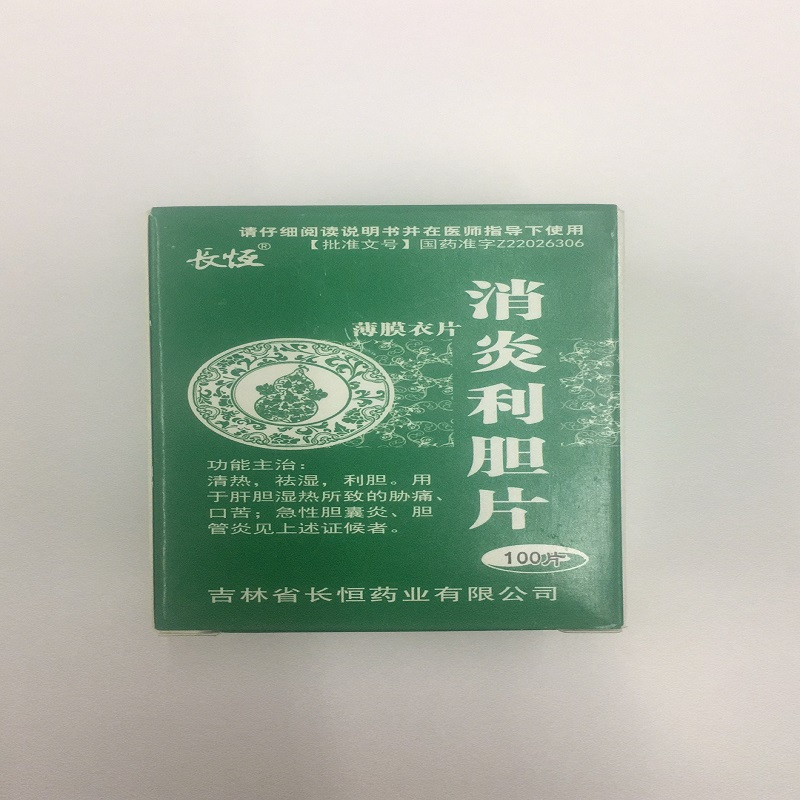 请仔细阅读说明书并在医师指导下使用
【批准文号】国药准字Z22026306
長恒®
消炎利胆片
薄膜衣片
功能主治：
清热，祛湿，利胆。用
于肝胆湿热所致的胁痛、
口苦；急性胆囊炎、胆
管炎见上述证候者。
100片
吉林省长恒药业有限公司